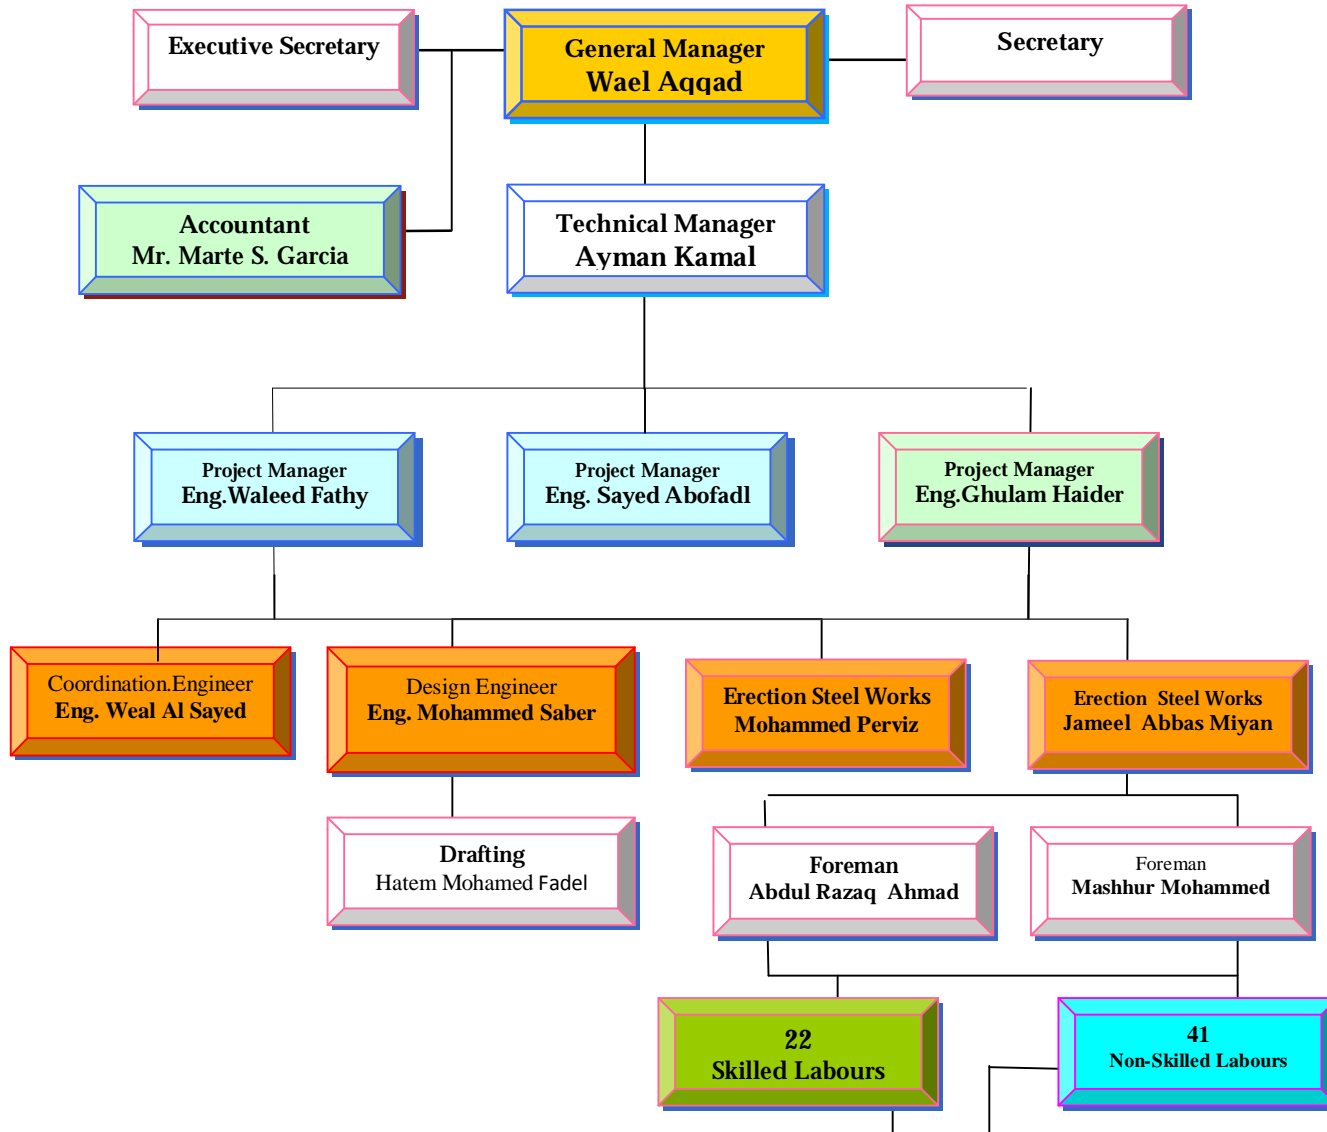 Executive Secretary
General Manager
Wael Aqqad
Secretary
Accountant
Mr. Marte S. Garcia
Technical Manager
Ayman Kamal
Project Manager
Eng.Waleed Fathy
Project Manager
Eng. Sayed Abofadl
Project Manager
Eng.Ghulam Haider
Coordination.Engineer
Eng. Weal Al Sayed
Design Engineer
Eng. Mohammed Saber
Erection Steel Works
Mohammed Perviz
Erection Steel Works
Jameel Abbas Miyan
Drafting
Hatem Mohamed Fadel
Foreman
Abdul Razaq Ahmad
Foreman
Mashhur Mohammed
22
Skilled Labours
41
Non-Skilled Labours